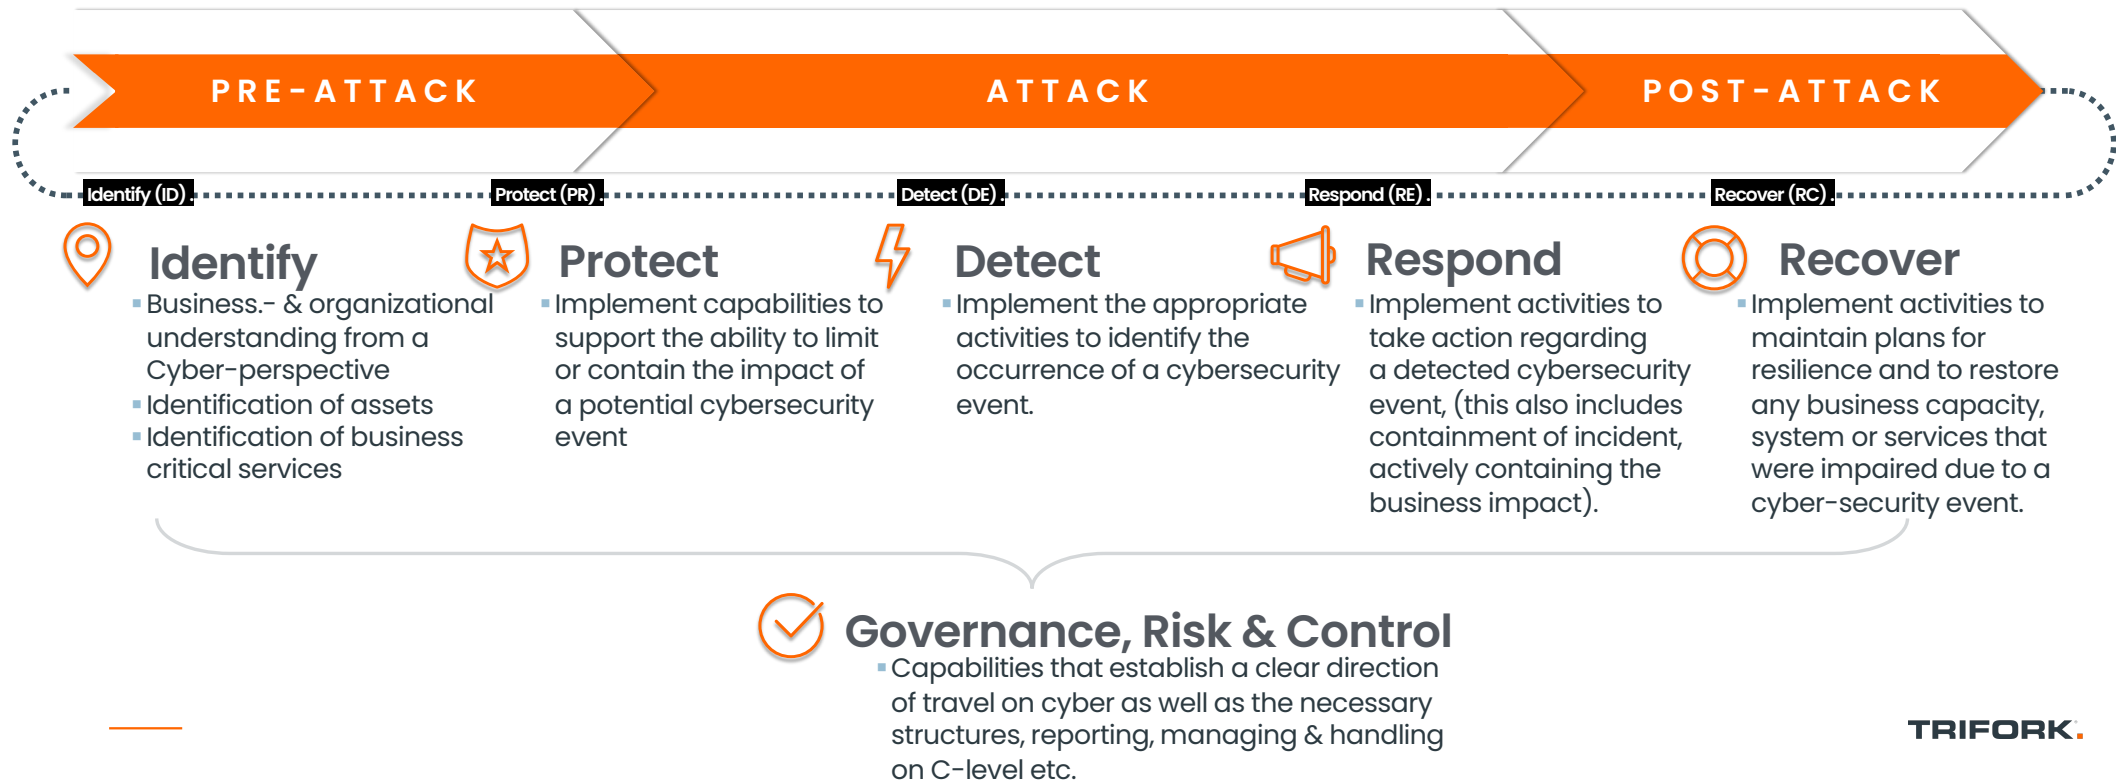 PRE-ATTACK
ATTACK
POST-ATTACK
Identify (ID) .
Protect (PR) .
Detect (DE) .
Respond (RE) .
Recover (RC) .
Identify
Business.- & organizational
understanding from a
Cyber-perspective
Identification of assets
Identification of business
critical services
Protect
Implement capabilities to
support the ability to limit
or contain the impact of
a potential cybersecurity
event
Detect
Implement the appropriate
activities to identify the
occurrence of a cybersecurity
event.
Respond
Implement activities to
take action regarding
a detected cybersecurity
event, (this also includes
containment of incident,
actively containing the
business impact).
Recover
Implement activities to
maintain plans for
resilience and to restore
any business capacity,
system or services that
were impaired due to a
cyber-security event.
Governance, Risk & Control
Capabilities that establish a clear direction
of travel on cyber as well as the necessary
structures, reporting, managing & handling
on C-level etc.
TRIFORK.